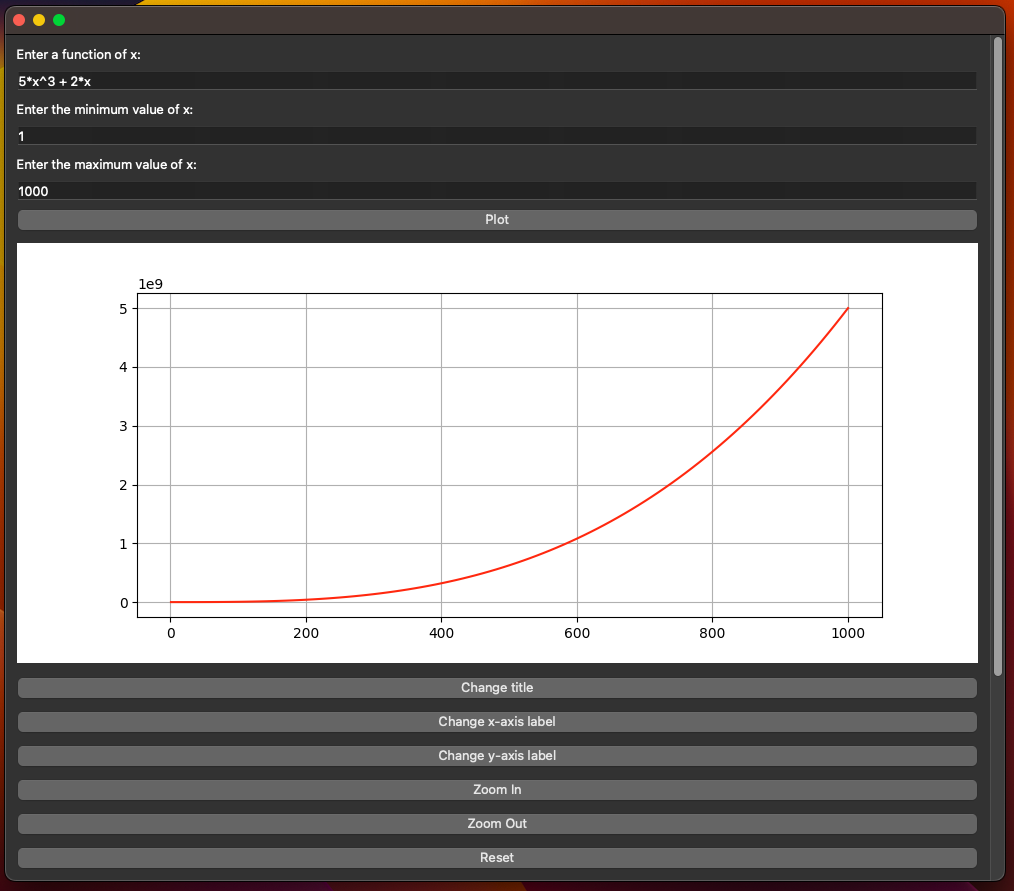 Enter a function of x:
5*x^3 + 2*x
Enter the minimum value of x:
1
Enter the maximum value of x:
1000
Plot
1e9
5
4
3
2
1
0
0 200 400 600 800 1000
Change title
Change x-axis label
Change y-axis label
Zoom In
Zoom Out
Reset